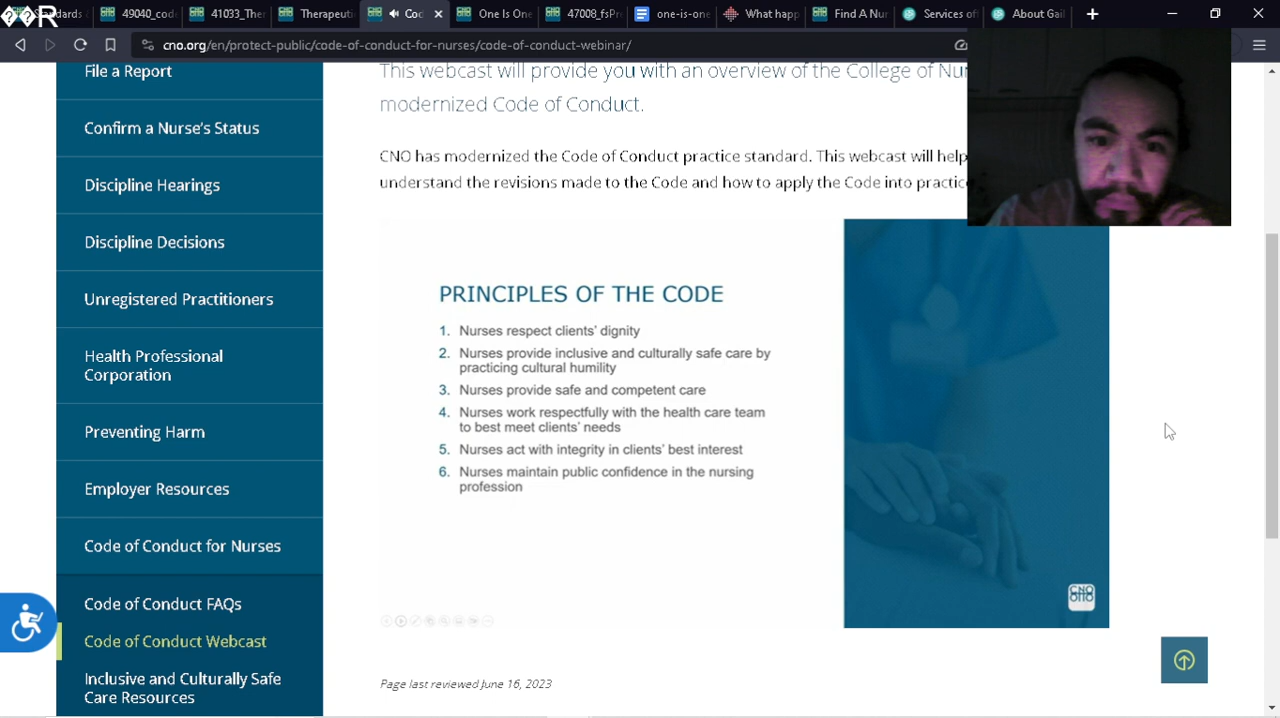 Standards
49040_cod
41033_The
Therapeuti
Coc
One Is One
47008_fsPr
one-is-one
What happ
Find A Nur
Services of
About Gail
cno.org/en/protect-public/code-of-conduct-for-nurses/code-of-conduct-webinar/
File a Report
Confirm a Nurse's Status
Discipline Hearings
Discipline Decisions
Unregistered Practitioners
Health Professional
Corporation
Preventing Harm
Employer Resources
Code of Conduct for Nurses
Code of Conduct FAQs
Code of Conduct Webcast
Inclusive and Culturally Safe
Care Resources
This webcast will provide you with an overview of the College of Nur
modernized Code of Conduct.
CNO has modernized the Code of Conduct practice standard. This webcast will help
understand the revisions made to the Code and how to apply the Code into practice
PRINCIPLES OF THE CODE
1. Nurses respect clients' dignity
2. Nurses provide inclusive and culturally safe care by
practicing cultural humility
3. Nurses provide safe and competent care
4. Nurses work respectfully with the health care team
to best meet clients' needs
5. Nurses act with integrity in clients' best interest
6. Nurses maintain public confidence in the nursing
profession
CNO
OIIO
Page last reviewed June 16, 2023